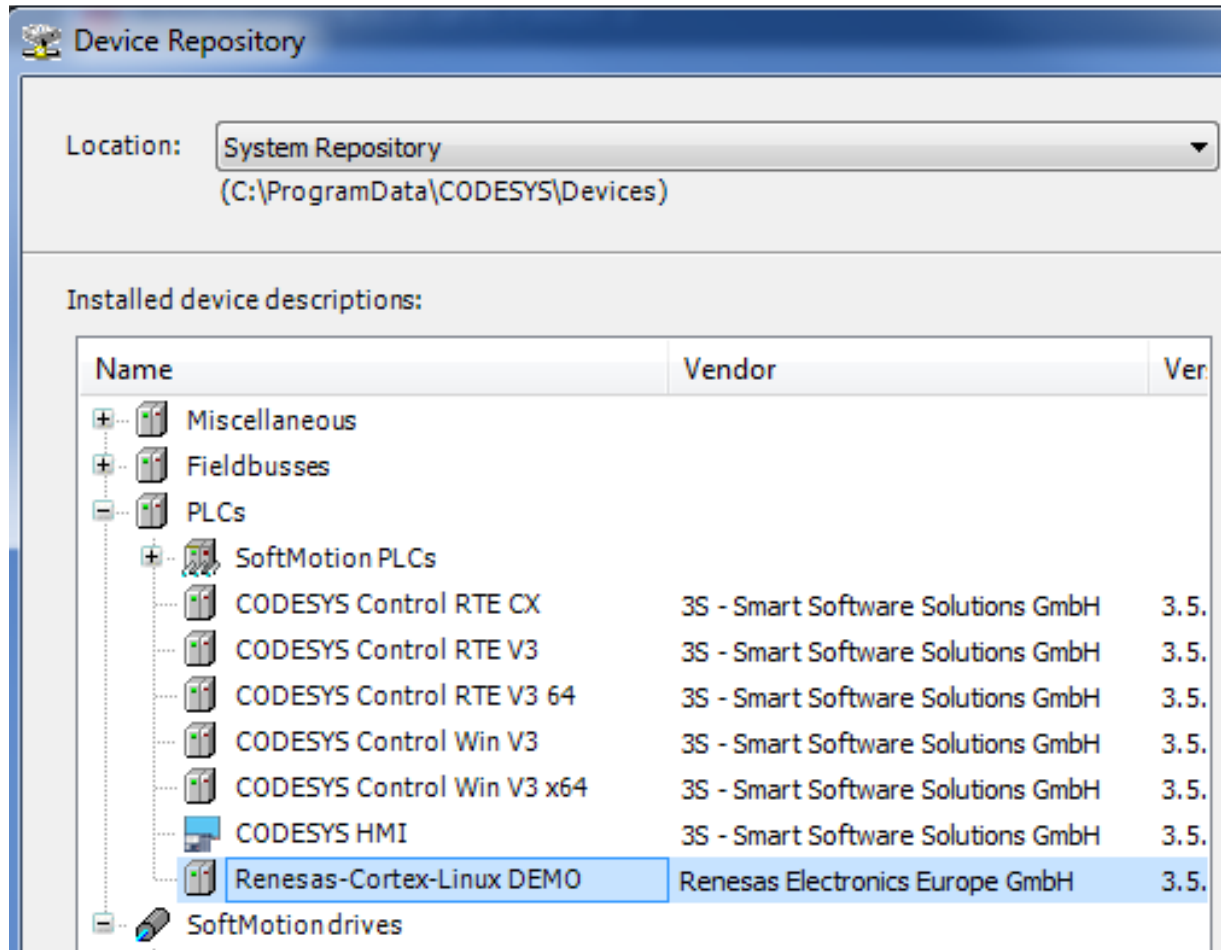 Device Repository
Location: System Repository
(C:\ProgramData\CODESYS\Devices)
Installed device descriptions:
Name Vendor Ver
Miscellaneous
Fieldbusses
PLCs
SoftMotion PLCs
CODESYS Control RTE CX 3S - Smart Software Solutions GmbH 3.5.
CODESYS Control RTE V3 3S - Smart Software Solutions GmbH 3.5.
CODESYS Control RTE V3 64 3S - Smart Software Solutions GmbH 3.5.
CODESYS Control Win V3 3S - Smart Software Solutions GmbH 3.5.
CODESYS Control Win V3 x64 3S - Smart Software Solutions GmbH 3.5.
CODESYS HMI 3S - Smart Software Solutions GmbH 3.5.
Renesas-Cortex-Linux DEMO Renesas Electronics Europe GmbH 3.5.
SoftMotion drives